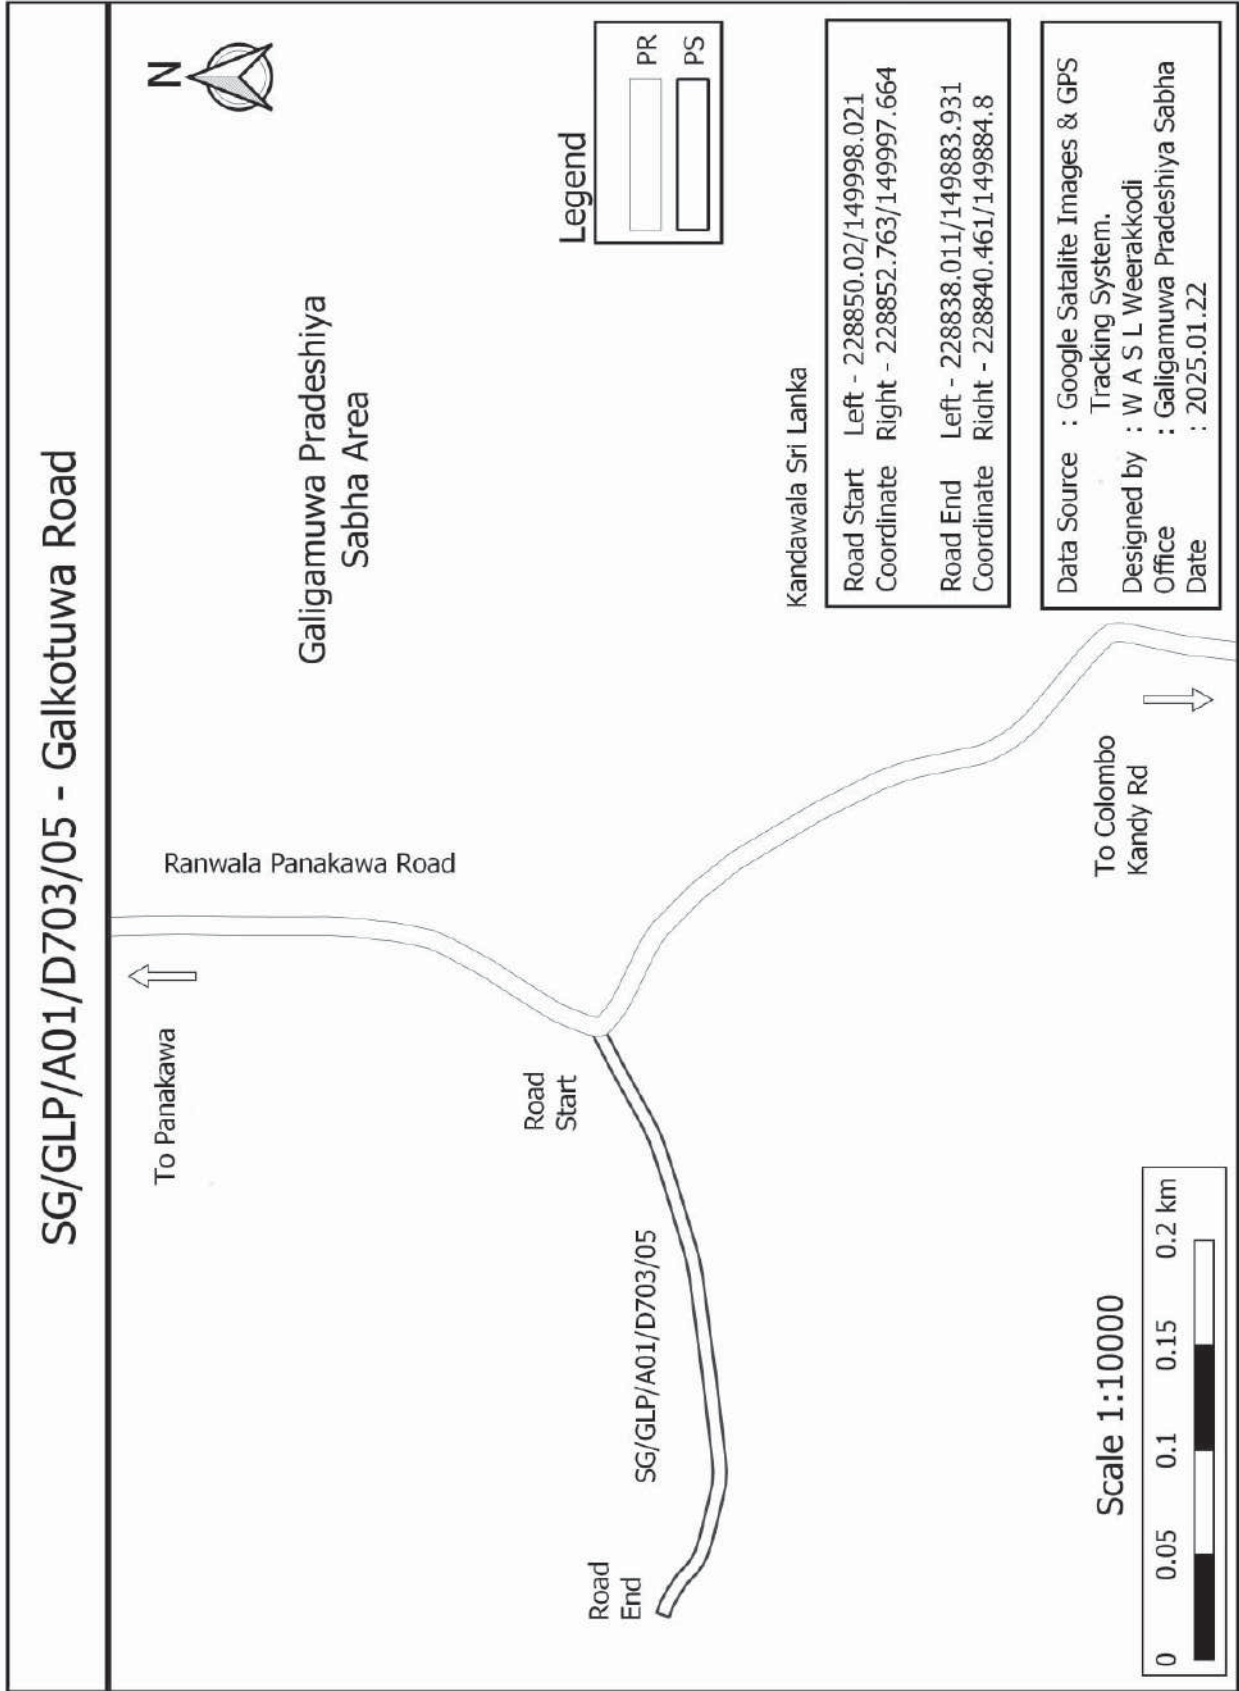 SG/GLP/A01/D703/05 - Galkotuwa Road
N
To Panakawa
Ranwala Panakawa Road
Galigamuwa Pradeshiya
Sabha Area
Road
Start
Legend
PR
PS
SG/GLP/A01/D703/05
Road
End
Kandawala Sri Lanka
Road Start Left - 228850.02/149998.021
Coordinate Right - 228852.763/149997.664
Road End Left - 228838.011/149883.931
Coordinate Right - 228840.461/149884.8
To Colombo
Kandy Rd
Data Source : Google Satalite Images & GPS
Tracking System.
Designed by : W A S L Weerakkodi
Office : Galigamuwa Pradeshiya Sabha
Date : 2025.01.22
Scale 1:10000
0 0.05 0.1 0.15 0.2 km